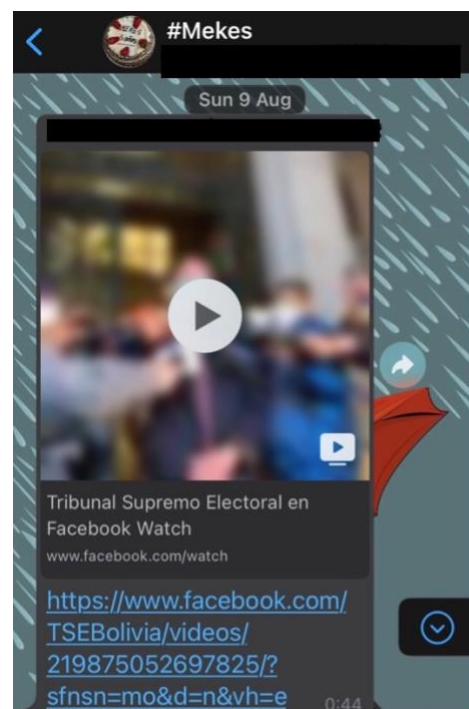 #Mekes
Sun 9 Aug
Tribunal Supremo Electoral en
Facebook Watch
www.facebook.com/watch
https://www.facebook.com/
TSEBolivia/videos/
219875052697825/?
sfnsn=mo&d=n&vh=e
0:44